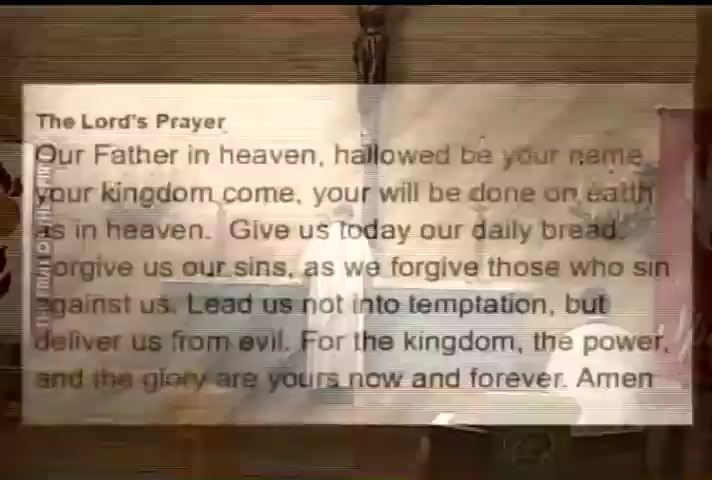 The Lord's Prayer
Our Father in heaven, hallowed be your name,
your kingdom come, your will be done on earth
as in heaven. Give us today our daily bread.
Forgive us our sins, as we forgive those who sin
against us. Lead us not into temptation, but
deliver us from evil. For the kingdom, the power,
and the glory are yours now and forever. Amen